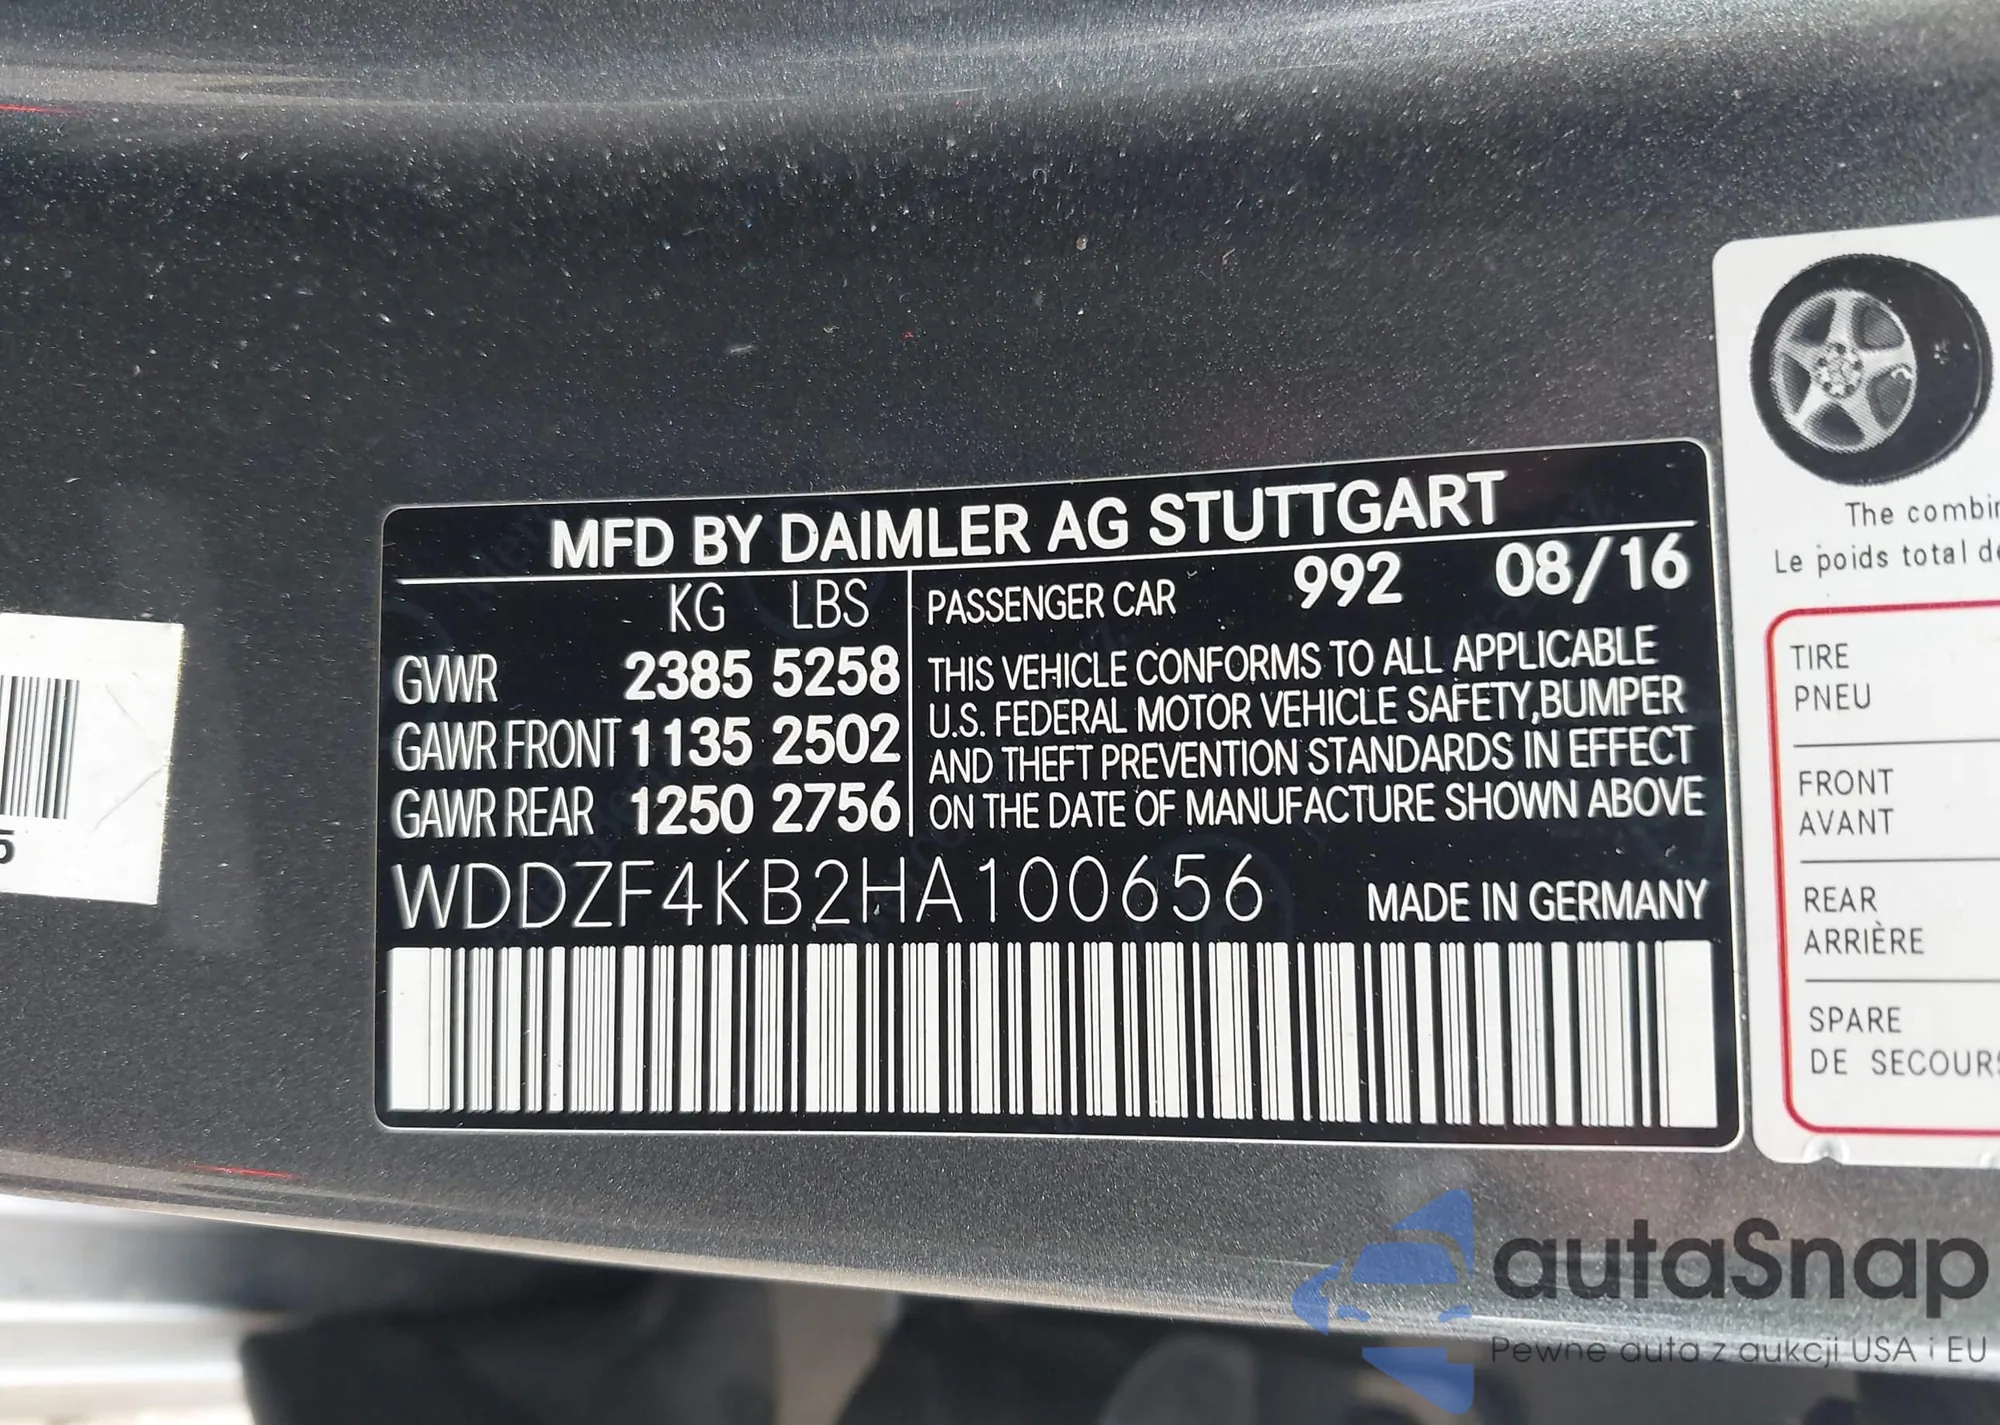 MFD BY DAIMLER AG STUTTGART
KG LBS
GVWR 2385 5258
GAWR FRONT 1135 2502
GAWR REAR 1250 2756
PASSENGER CAR 992 08/16
THIS VEHICLE CONFORMS TO ALL APPLICABLE
U.S. FEDERAL MOTOR VEHICLE SAFETY,BUMPER
AND THEFT PREVENTION STANDARDS IN EFFECT
ON THE DATE OF MANUFACTURE SHOWN ABOVE
WDDZF4KB2HA100656 MADE IN GERMANY
5
The combin
Le poids total de
TIRE
PNEU
FRONT
AVANT
REAR
ARRIÈRE
SPARE
DE SECOURS
autaSnap
Pewne auta z aukcji USA i EU